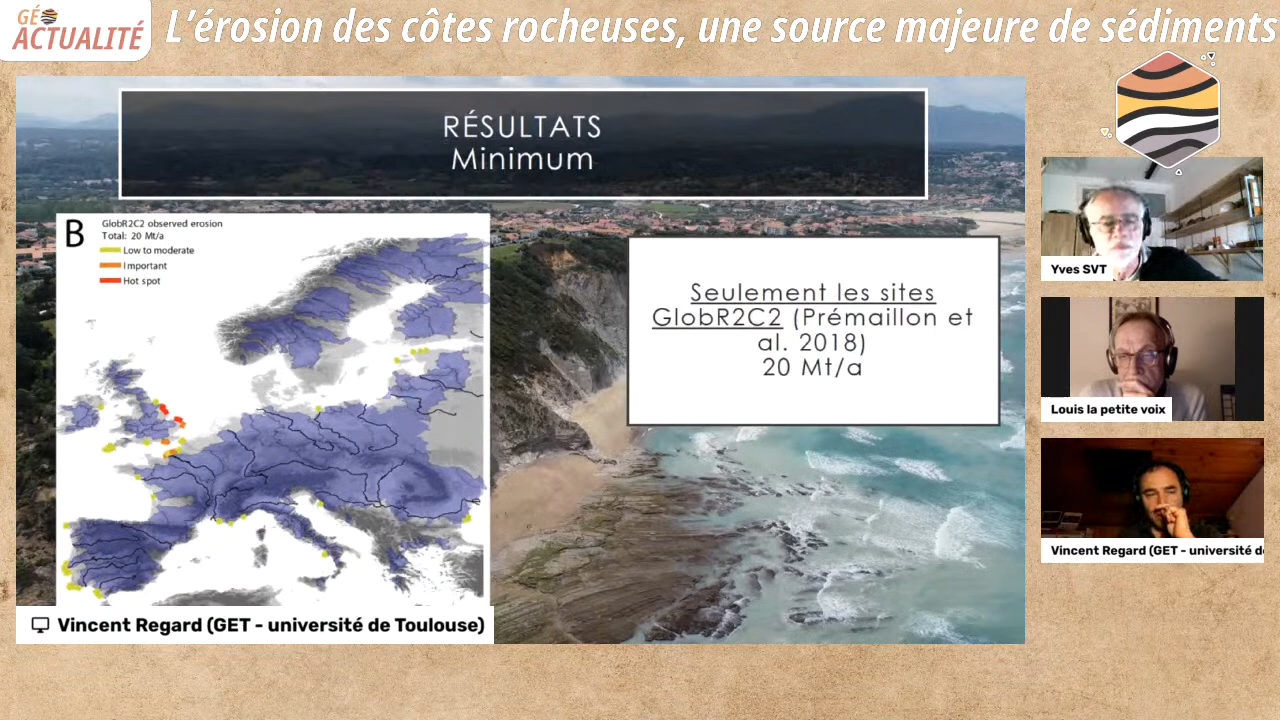 GÉ
ACTUALITÉ
L’érosion des côtes rocheuses, une source majeure de sédiments
RÉSULTATS
Minimum
B
GlobR2C2 observed erosion
Total: 20 Mt/a
Low to moderate
Important
Hot spot
Seulement les sites
GlobR2C2 (Prémaillon et
al. 2018)
20 Mt/a
Vincent Regard (GET - université de Toulouse)
Yves SVT
Louis la petite voix
Vincent Regard (GET - université d